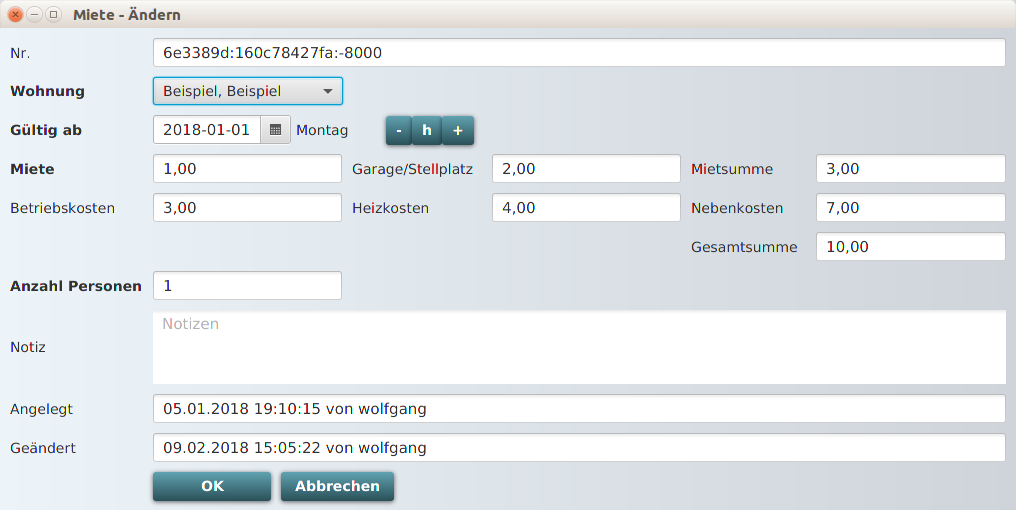 Miete - Ändern
Nr. 6e3389d:160c78427fa:-8000
Wohnung Beispiel, Beispiel
Gültig ab 2018-01-01 Montag - h +
Miete 1,00 Garage/Stellplatz 2,00 Mietsumme 3,00
Betriebskosten 3,00 Heizkosten 4,00 Nebenkosten 7,00
Gesamtsumme 10,00
Anzahl Personen 1
Notiz Notizen
Angelegt 05.01.2018 19:10:15 von wolfgang
Geändert 09.02.2018 15:05:22 von wolfgang
OK Abbrechen